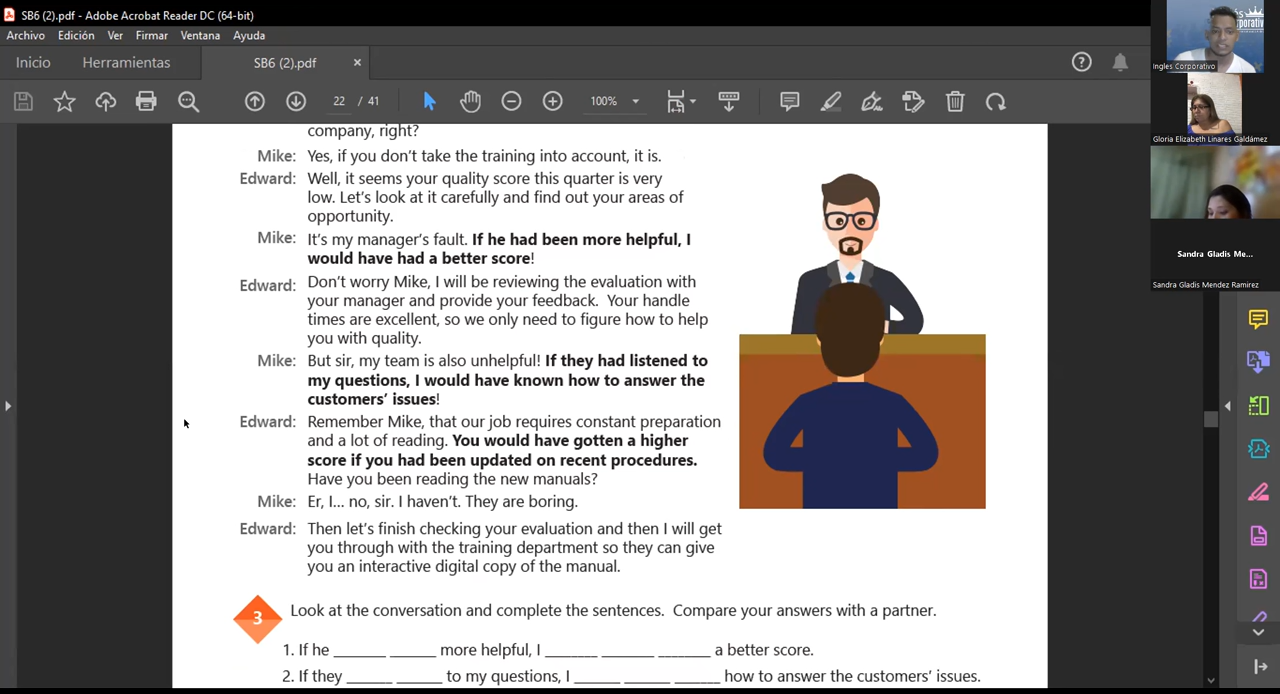 SB6 (2).pdf - Adobe Acrobat Reader DC (64-bit)
Archivo Edición Ver Firmar Ventana Ayuda
Inicio Herramientas SB6 (2).pdf ×
22 / 41 100%
company, right?
Mike: Yes, if you don't take the training into account, it is.
Edward: Well, it seems your quality score this quarter is very
low. Let's look at it carefully and find out your areas of
opportunity.
Mike: It's my manager's fault. If he had been more helpful, I
would have had a better score!
Edward: Don't worry Mike, I will be reviewing the evaluation with
your manager and provide your feedback. Your handle
times are excellent, so we only need to figure how to help
you with quality.
Mike: But sir, my team is also unhelpful! If they had listened to
my questions, I would have known how to answer the
customers' issues!
Edward: Remember Mike, that our job requires constant preparation
and a lot of reading. You would have gotten a higher
score if you had been updated on recent procedures.
Have you been reading the new manuals?
Mike: Er, I... no, sir. I haven't. They are boring.
Edward: Then let's finish checking your evaluation and then I will get
you through with the training department so they can give
you an interactive digital copy of the manual.
3 Look at the conversation and complete the sentences. Compare your answers with a partner.
1. If he _______ ______ more helpful, I ________ _______ ________ a better score.
2. If they ______ ______ to my questions, I ______ ______ ______ how to answer the customers' issues.
Ingles Corporativo
Gloria Elizabeth Linares Galdámez
Sandra Gladis Me...
Sandra Gladis Mendez Ramirez